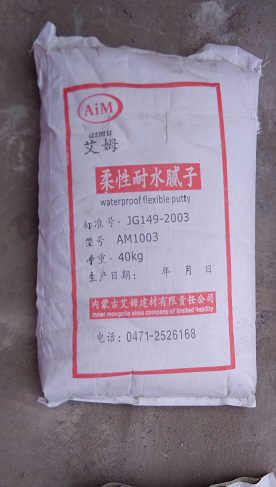 AiM
aımu
艾姆
柔性耐水腻子
waterproof flexible putty
标准号: JG149-2003
型号 AM1003
净重: 40kg
生产日期: 年 月 日
内蒙古艾姆建材有限责任公司
Inner mongolia aimu company of limited liability
电话: 0471-2526168